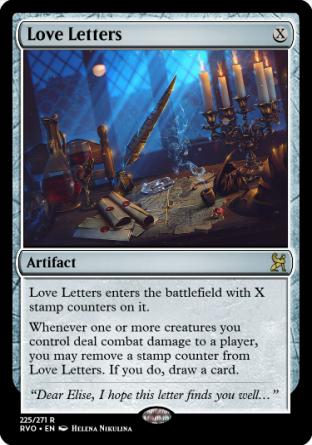 Love Letters X
Artifact
Love Letters enters the battlefield with X
stamp counters on it.
Whenever one or more creatures you
control deal combat damage to a player,
you may remove a stamp counter from
Love Letters. If you do, draw a card.
“Dear Elise, I hope this letter finds you well…”
225/271 R
RVO • EN Helena Nikulina